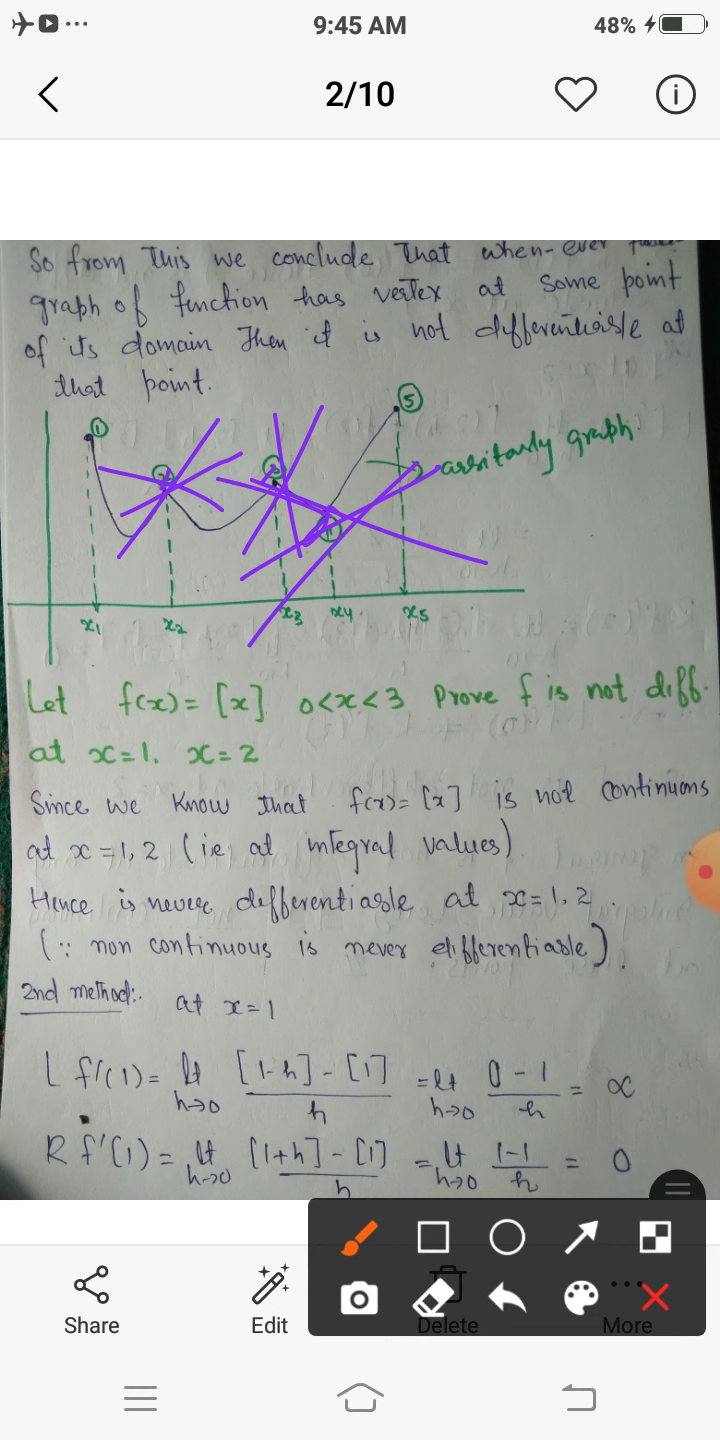 9:45 AM
48%
2/10
So from This we conclude That when-ever
graph of function has vertex at some point
of its domain Then it is not differentiable at
that point.
① ② ③ ④ ⑤
arbitarly graph.
x₁ x₂ x₃ x₄. x₅
Let f(x) = [x] 0<x<3 Prove f is not diff.
at x=1. x=2
Since we Know that f(x) = [x] is not continuous
at x=1,2 (ie at integral values).
Hence is never differentiable at x=1,2.
(∵ non continuous is never differentiable).
2nd method:. at x=1
L f'(1) = lt h→0 [1-h] - [1] / h = lt h→0 0-1 / -h = ∝
R f'(1) = lt h→0 [1+h] - [1] / h = lt h→0 1-1 / h = 0
Share
Edit
Delete
More